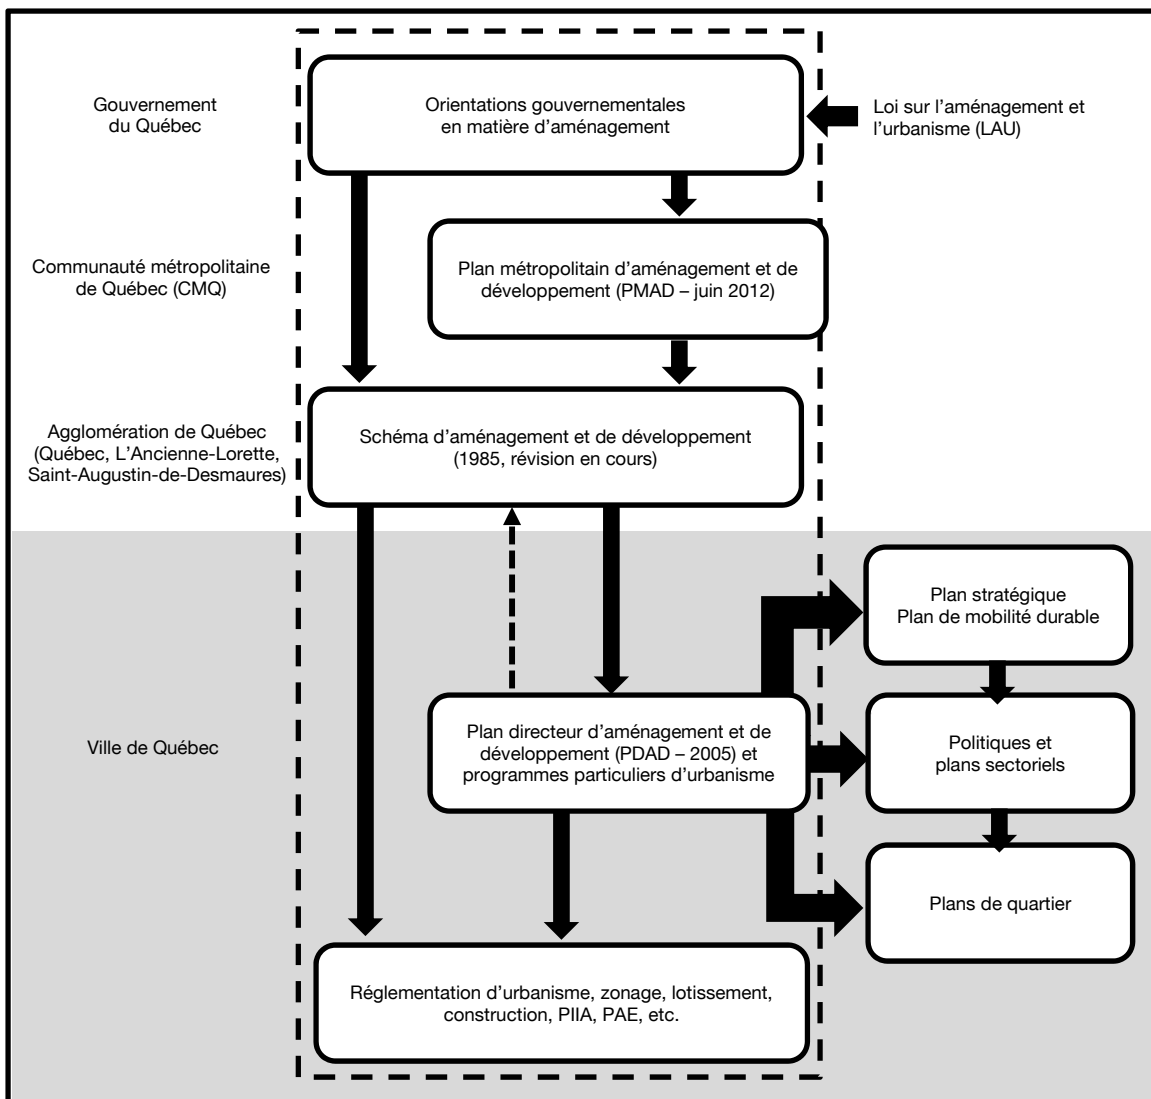 Gouvernement
du Québec
Orientations gouvernementales
en matière d'aménagement
Loi sur l'aménagement et
l'urbanisme (LAU)
Communauté métropolitaine
de Québec (CMQ)
Plan métropolitain d'aménagement et de
développement (PMAD – juin 2012)
Agglomération de Québec
(Québec, L'Ancienne-Lorette,
Saint-Augustin-de-Desmaures)
Schéma d'aménagement et de développement
(1985, révision en cours)
Plan stratégique
Plan de mobilité durable
Ville de Québec
Plan directeur d'aménagement et de
développement (PDAD – 2005) et
programmes particuliers d'urbanisme
Politiques et
plans sectoriels
Plans de quartier
Réglementation d'urbanisme, zonage, lotissement,
construction, PIIA, PAE, etc.